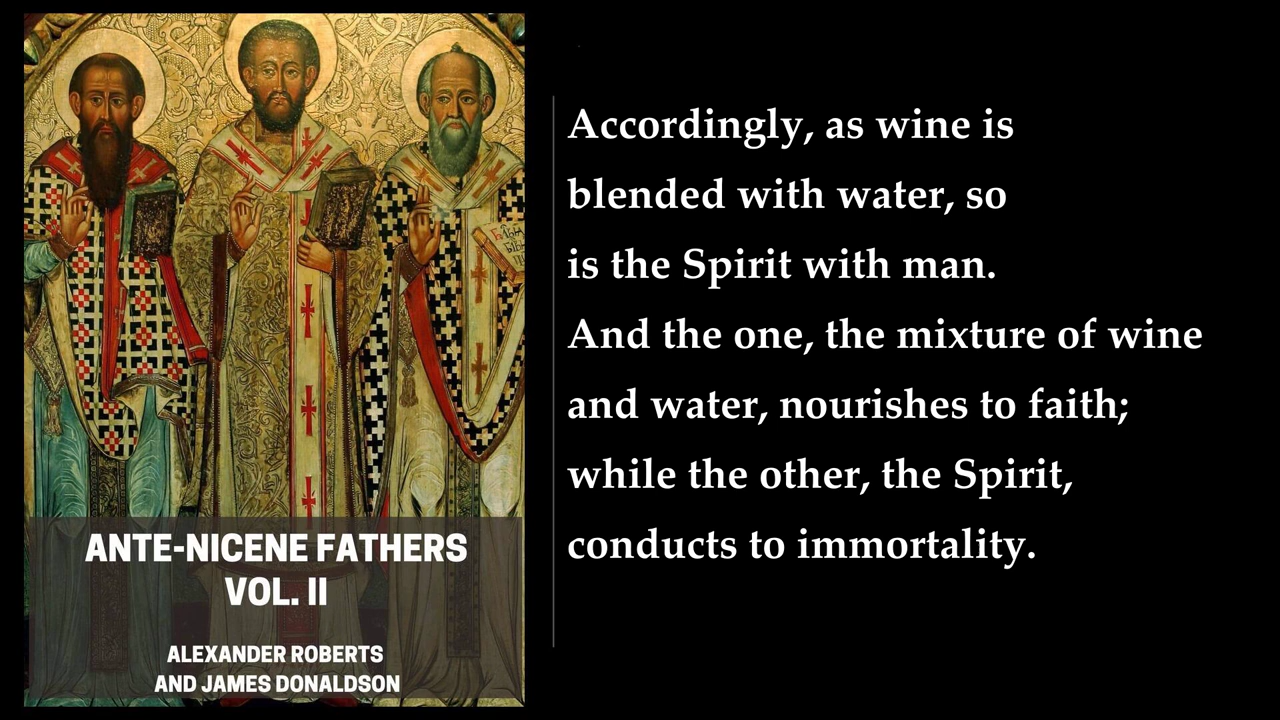 ANTE-NICENE FATHERS
VOL. II
ALEXANDER ROBERTS
AND JAMES DONALDSON
Accordingly, as wine is
blended with water, so
is the Spirit with man.
And the one, the mixture of wine
and water, nourishes to faith;
while the other, the Spirit,
conducts to immortality.